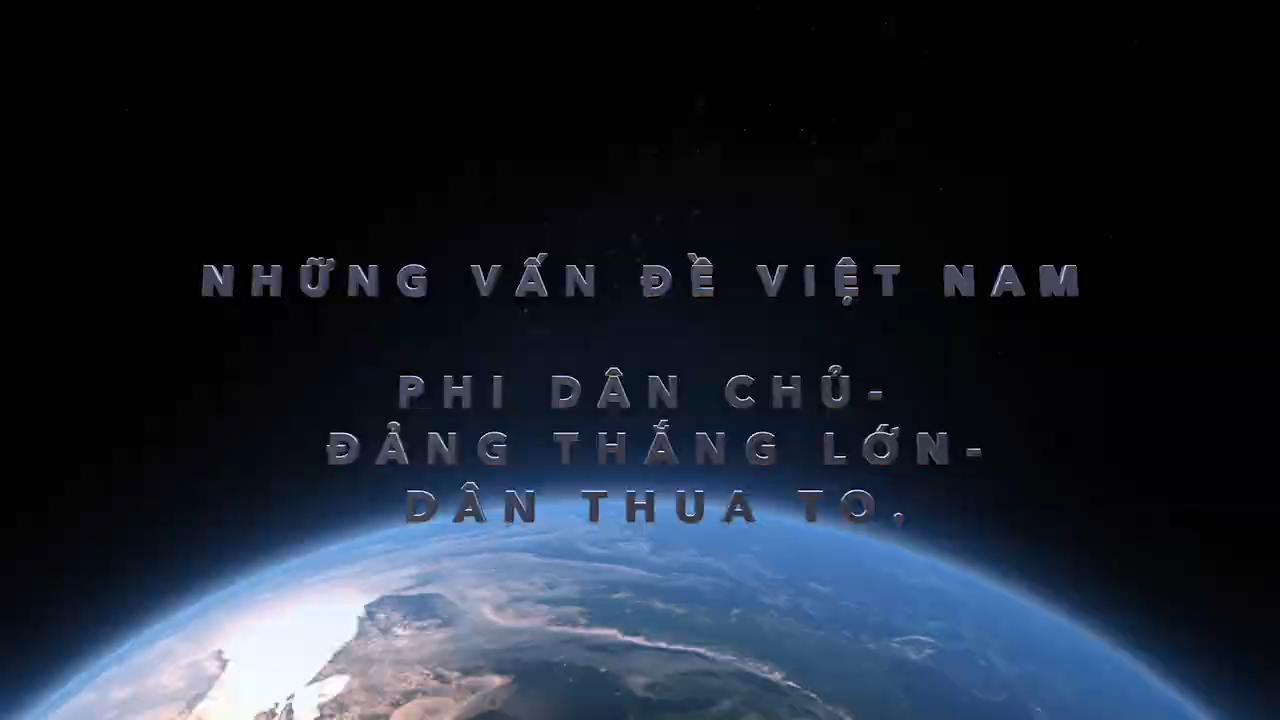 NHỮNG VẤN ĐỀ VIỆT NAM
PHI DÂN CHỦ-
ĐẢNG THẮNG LỚN-
DÂN THUA TO.